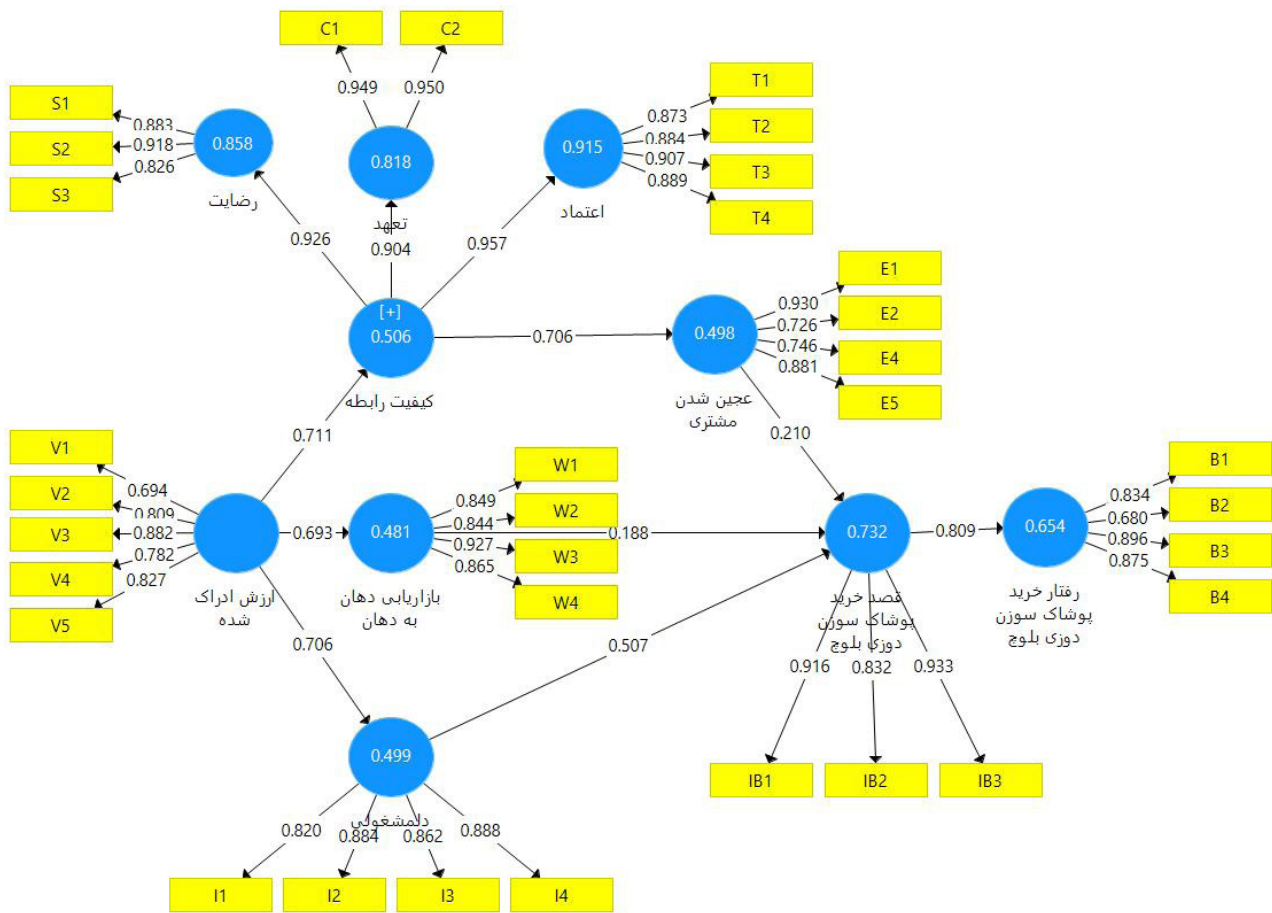 C1
C2
0.949
0.950
S1
S2
S3
0.883
0.918
0.826
0.858
رضایت
0.818
تعهد
T1
T2
T3
T4
0.873
0.884
0.907
0.889
0.915
اعتماد
0.926
0.904
0.957
[+]
0.506
کیفیت رابطه
0.706
0.498
عجین شدن
مشتری
E1
E2
E4
E5
0.930
0.726
0.746
0.881
0.711
0.210
V1
V2
V3
V4
V5
0.694
0.809
0.882
0.782
0.827
ارزش ادراک
شده
0.693
0.481
بازاریابی دهان
به دهان
W1
W2
W3
W4
0.849
0.844
0.927
0.865
0.188
0.732
قصد خرید
پوشاک سوزن
دوزی بلوچ
0.809
0.654
رفتار خرید
پوشاک سوزن
دوزی بلوچ
B1
B2
B3
B4
0.834
0.680
0.896
0.875
0.706
0.507
0.916
0.832
0.933
IB1
IB2
IB3
0.499
دلمشغولی
0.820
0.884
0.862
0.888
I1
I2
I3
I4